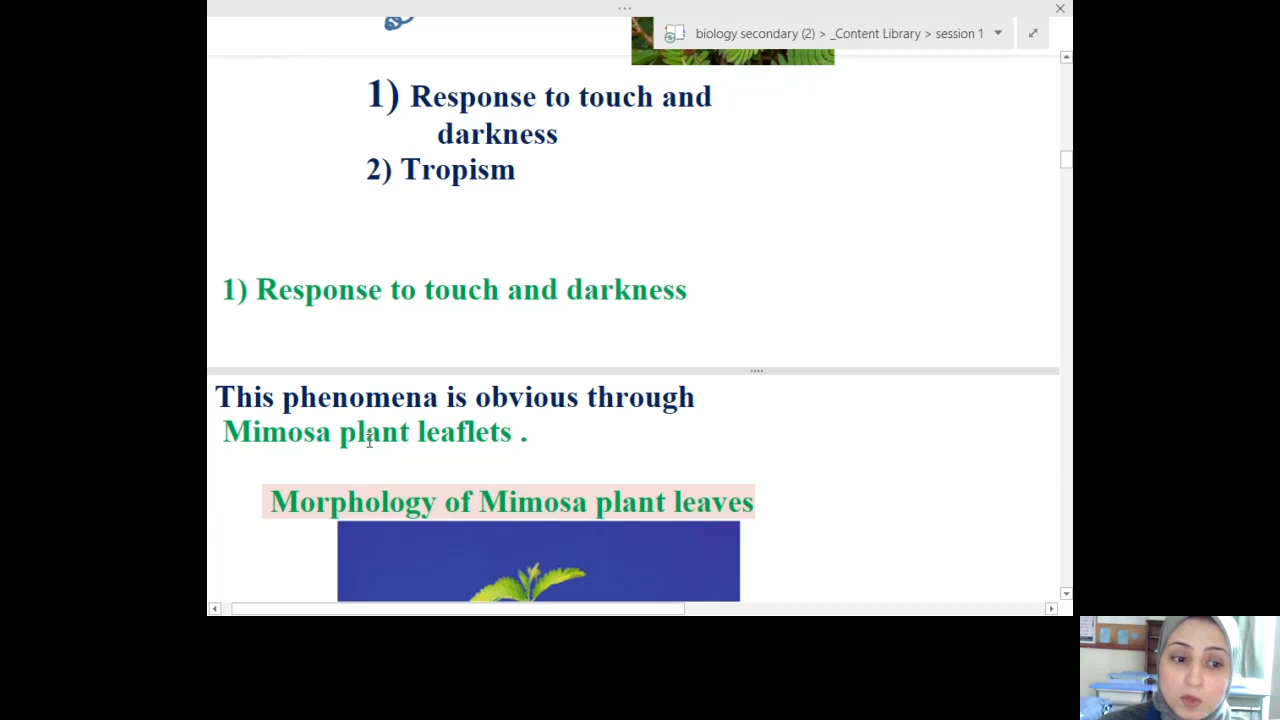 biology secondary (2) > _Content Library > session 1
1) Response to touch and
darkness
2) Tropism
1) Response to touch and darkness
This phenomena is obvious through
Mimosa plant leaflets .
Morphology of Mimosa plant leaves